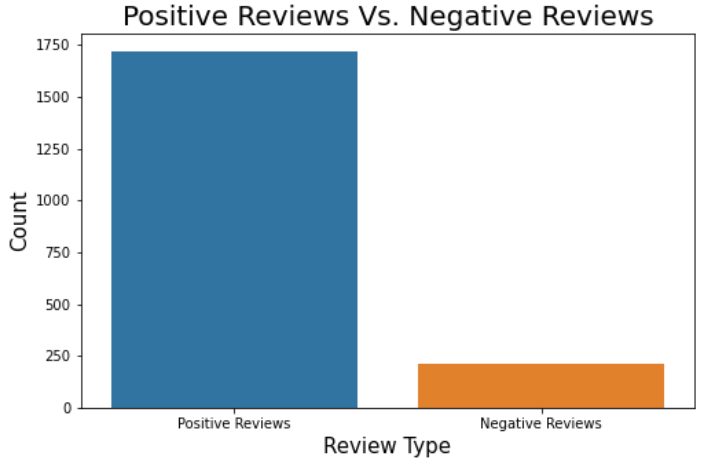 Positive Reviews Vs. Negative Reviews
1750
1500
1250
1000
750
500
250
0
Count
Positive Reviews
Negative Reviews
Review Type